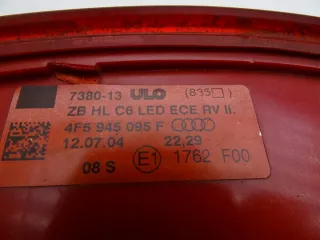 7380-13 ULO (835□)
ZB HL C6 LED ECE RV II.
4F5 945 095 F
12.07.04 22,29
08 S E1 1762 F00